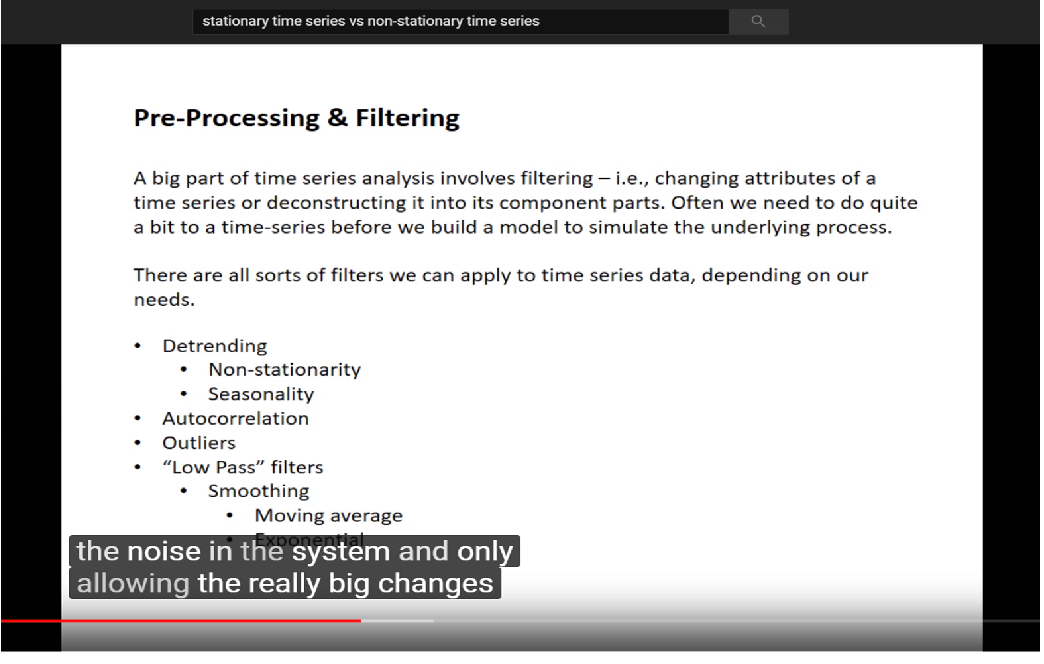 stationary time series vs non-stationary time series
Pre-Processing & Filtering
A big part of time series analysis involves filtering – i.e., changing attributes of a
time series or deconstructing it into its component parts. Often we need to do quite
a bit to a time-series before we build a model to simulate the underlying process.
There are all sorts of filters we can apply to time series data, depending on our
needs.
• Detrending
• Non-stationarity
• Seasonality
• Autocorrelation
• Outliers
• “Low Pass” filters
• Smoothing
• Moving average
• Exponential
the noise in the system and only
allowing the really big changes